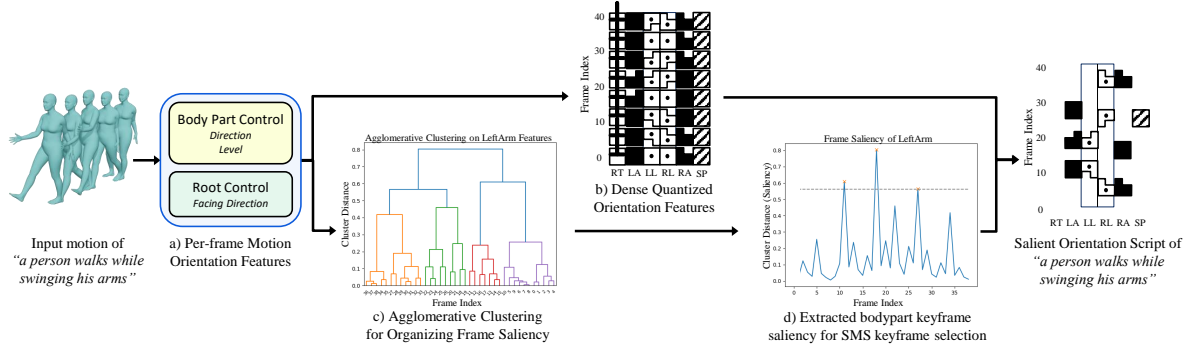 Input motion of
“a person walks while
swinging his arms”
Body Part Control
Direction
Level
Root Control
Facing Direction
a) Per-frame Motion
Orientation Features
Agglomerative Clustering on LeftArm Features
Cluster Distance
0.8
0.7
0.6
0.5
0.4
0.3
0.2
0.1
0.0
Frame Index
c) Agglomerative Clustering
for Organizing Frame Saliency
Frame Index
40
30
20
10
0
RT LA LL RL RA SP
b) Dense Quantized
Orientation Features
Frame Saliency of LeftArm
Cluster Distance (Saliency)
0.8
0.7
0.6
0.5
0.4
0.3
0.2
0.1
0.0
0 5 10 15 20 25 30 35
Frame Index
d) Extracted bodypart keyframe
saliency for SMS keyframe selection
Frame Index
40
30
20
10
0
RT LA LL RL RA SP
Salient Orientation Script of
“a person walks while
swinging his arms”